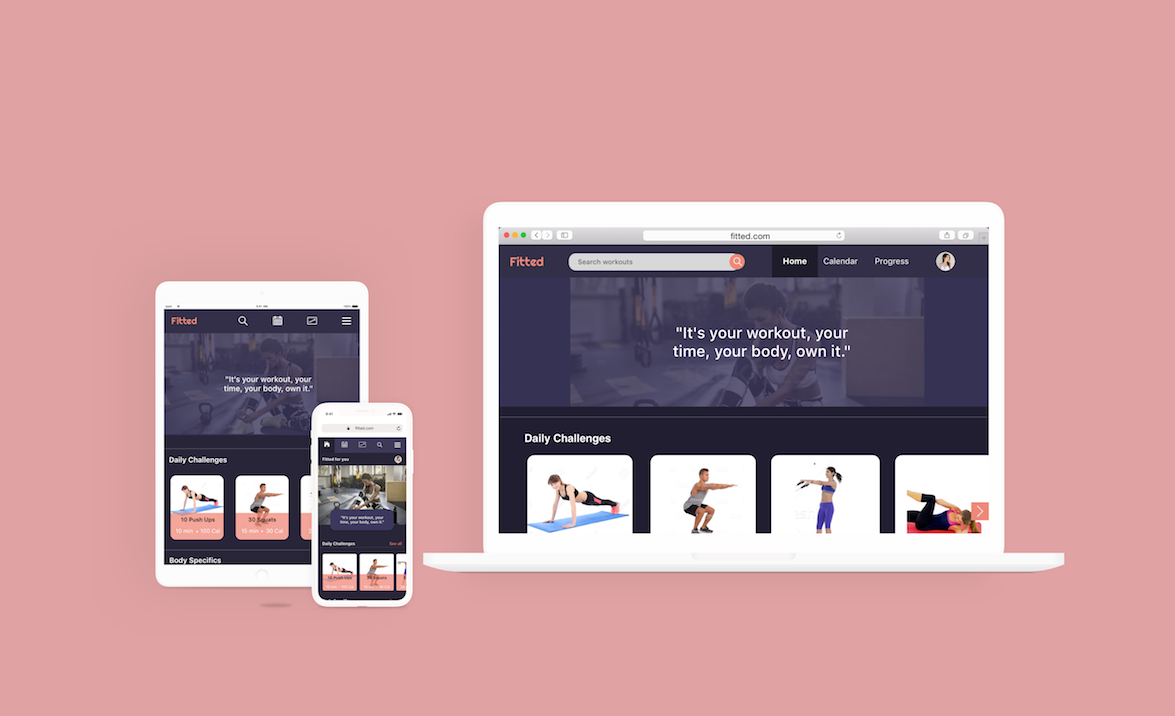 fitted.com
Fitted
Search workouts
Home
Calendar
Progress
"It's your workout, your
time, your body, own it."
Daily Challenges
Fitted
"It's your workout, your
time, your body, own it."
Daily Challenges
10 Push Ups
15 min = 100 Cal
30 Squats
15 min = 30 Cal
Body Specifics
9:41
fitted.com
Fitted for you
"It's your workout, your
time, your body, own it."
Daily Challenges
See all
10 Push Ups